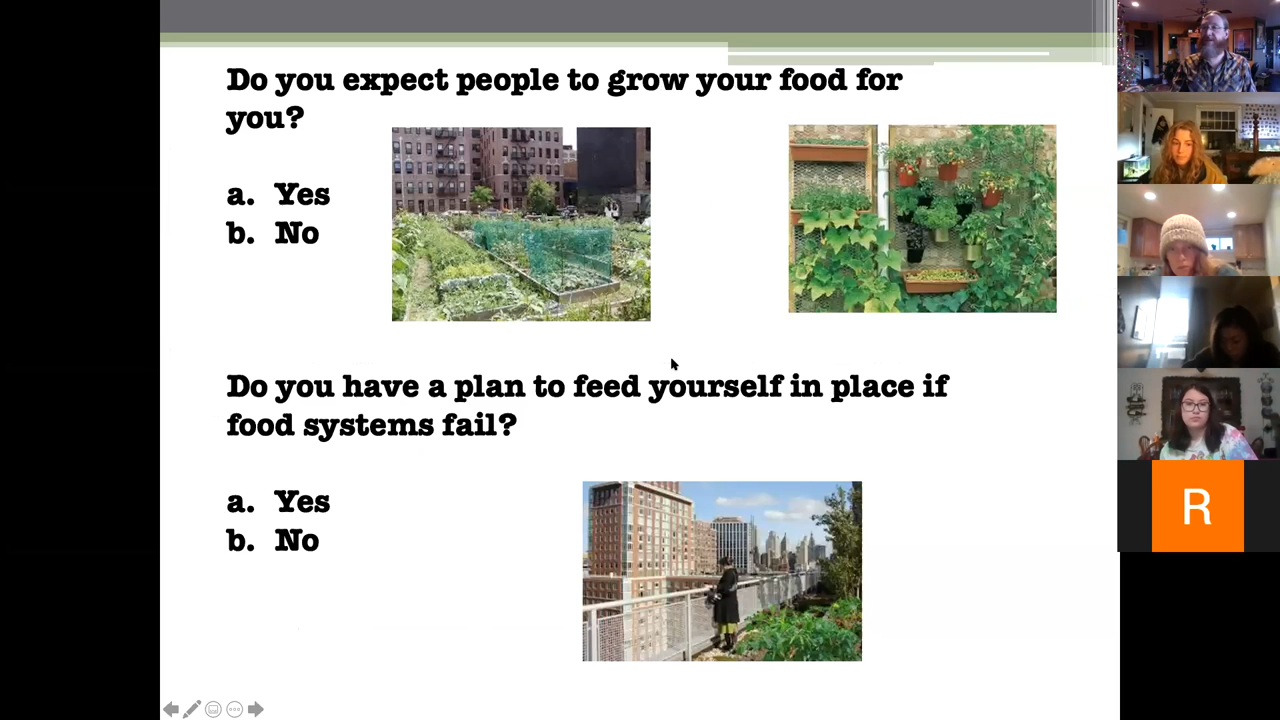 Do you expect people to grow your food for
you?
a. Yes
b. No
Do you have a plan to feed yourself in place if
food systems fail?
a. Yes
b. No
R